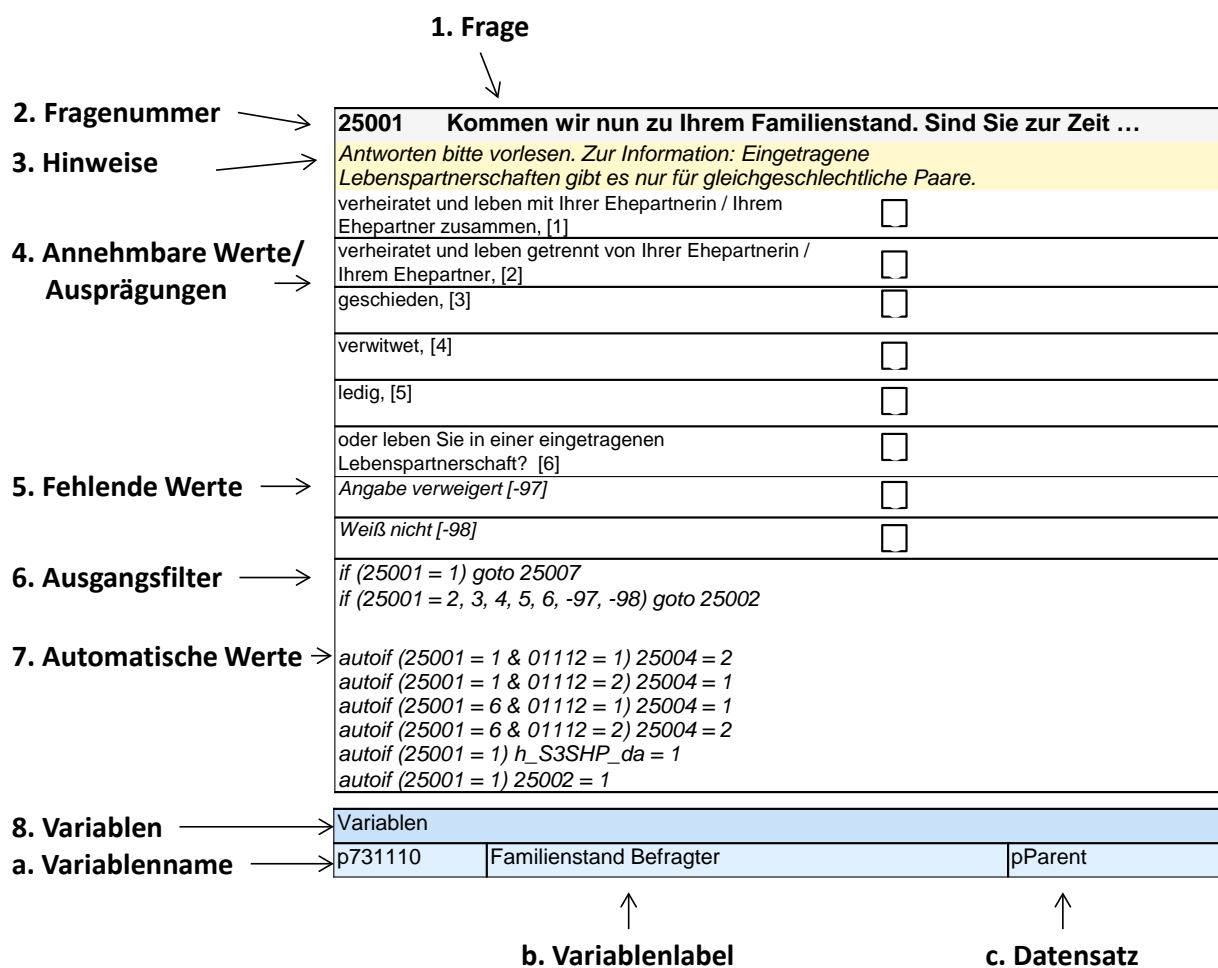 1. Frage
2. Fragenummer
25001 Kommen wir nun zu Ihrem Familienstand. Sind Sie zur Zeit …
3. Hinweise
Antworten bitte vorlesen. Zur Information: Eingetragene
Lebenspartnerschaften gibt es nur für gleichgeschlechtliche Paare.
verheiratet und leben mit Ihrer Ehepartnerin / Ihrem
Ehepartner zusammen, [1]
4. Annehmbare Werte/
Ausprägungen
verheiratet und leben getrennt von Ihrer Ehepartnerin /
Ihrem Ehepartner, [2]
geschieden, [3]
verwitwet, [4]
ledig, [5]
oder leben Sie in einer eingetragenen
Lebenspartnerschaft? [6]
5. Fehlende Werte
Angabe verweigert [-97]
Weiß nicht [-98]
6. Ausgangsfilter
if (25001 = 1) goto 25007
if (25001 = 2, 3, 4, 5, 6, -97, -98) goto 25002
7. Automatische Werte
autoif (25001 = 1 & 01112 = 1) 25004 = 2
autoif (25001 = 1 & 01112 = 2) 25004 = 1
autoif (25001 = 6 & 01112 = 1) 25004 = 1
autoif (25001 = 6 & 01112 = 2) 25004 = 2
autoif (25001 = 1) h_S3SHP_da = 1
autoif (25001 = 1) 25002 = 1
8. Variablen
Variablen
a. Variablenname
p731110 Familienstand Befragter pParent
b. Variablenlabel c. Datensatz